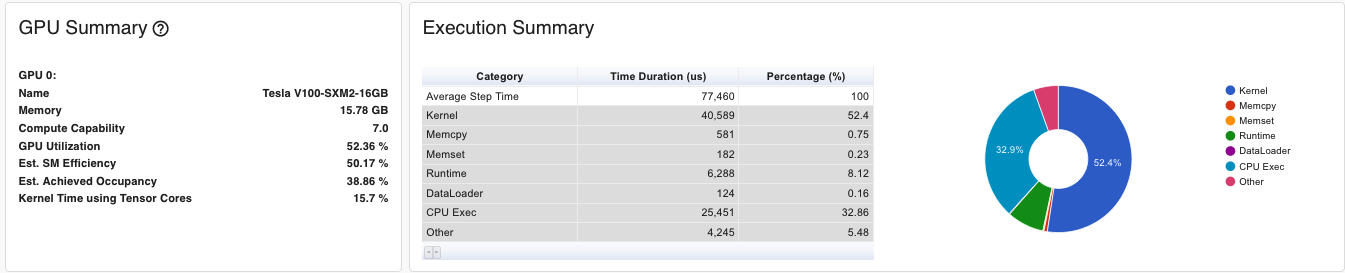 GPU Summary
GPU 0:
Name Tesla V100-SXM2-16GB
Memory 15.78 GB
Compute Capability 7.0
GPU Utilization 52.36 %
Est. SM Efficiency 50.17 %
Est. Achieved Occupancy 38.86 %
Kernel Time using Tensor Cores 15.7 %
Execution Summary
Category Time Duration (us) Percentage (%)
Average Step Time 77,460 100
Kernel 40,589 52.4
Memcpy 581 0.75
Memset 182 0.23
Runtime 6,288 8.12
DataLoader 124 0.16
CPU Exec 25,451 32.86
Other 4,245 5.48
32.9%
52.4%
Kernel
Memcpy
Memset
Runtime
DataLoader
CPU Exec
Other